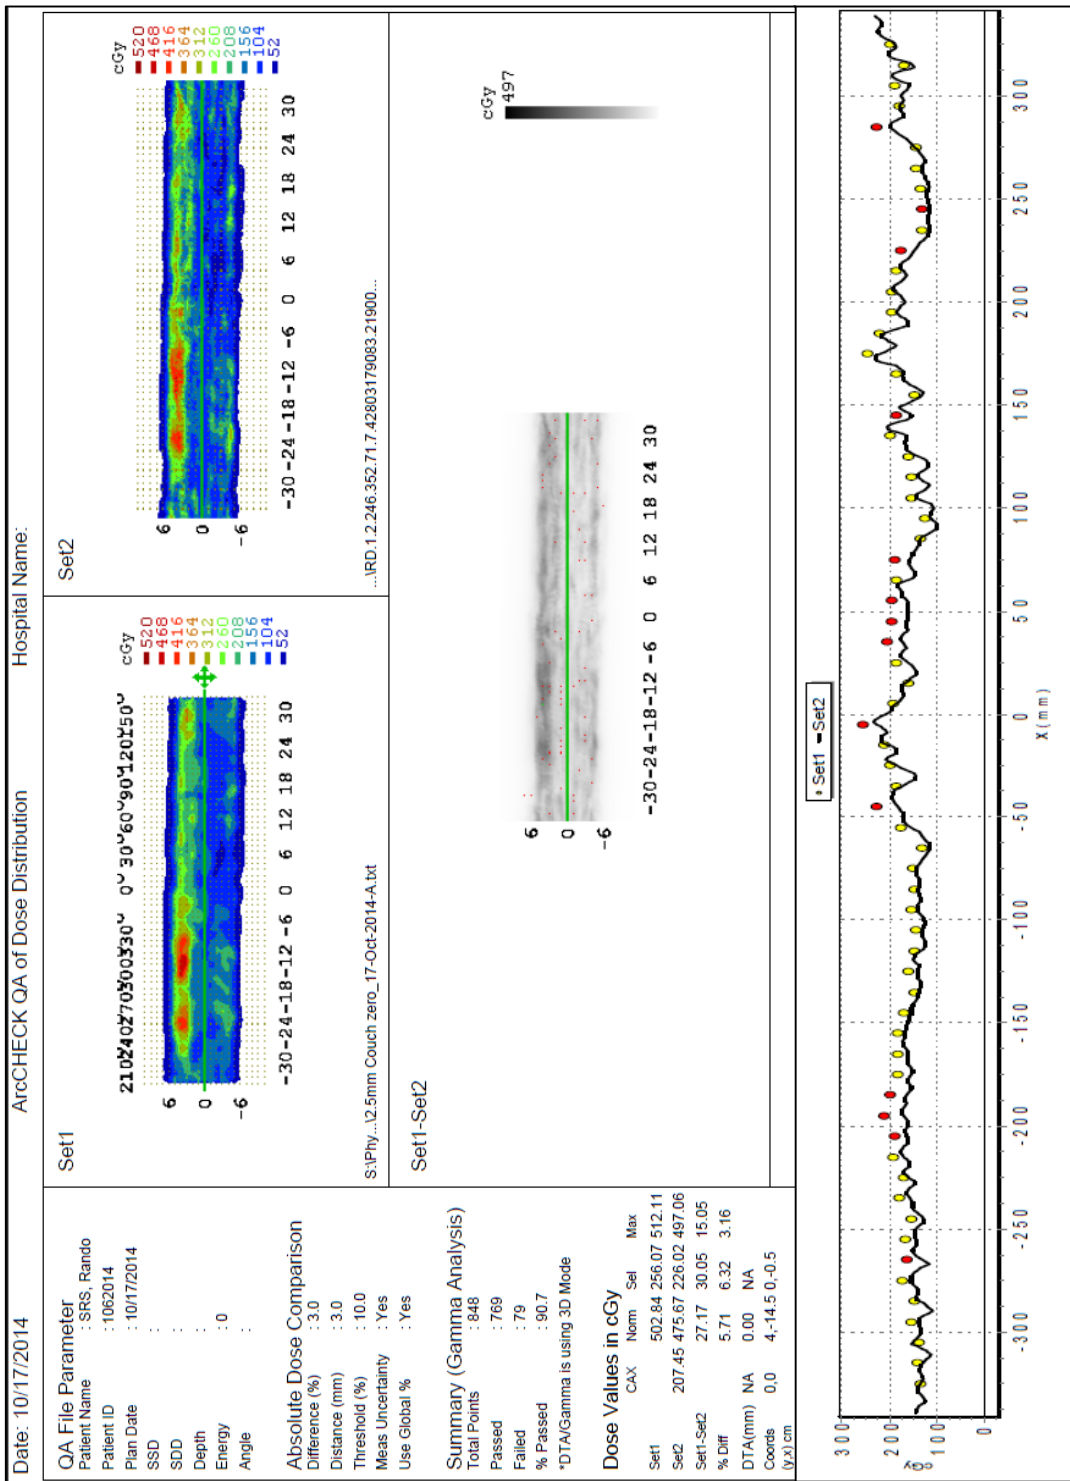 Date: 10/17/2014 ArcCHECK QA of Dose Distribution Hospital Name:
QA File Parameter
Patient Name : SRS, Rando
Patient ID : 1062014
Plan Date : 10/17/2014
SSD :
SDD :
Depth :
Energy : 0
Angle :
Absolute Dose Comparison
Difference (%) : 3.0
Distance (mm) : 3.0
Threshold (%) : 10.0
Meas Uncertainty : Yes
Use Global % : Yes
Summary (Gamma Analysis)
Total Points : 848
Passed : 769
Failed : 79
% Passed : 90.7
*DTA/Gamma is using 3D Mode
Dose Values in cGy
CAX Norm Sel Max
Set1 502.84 256.07 512.11
Set2 207.45 475.67 226.02 497.06
Set1-Set2 27.17 30.05 15.05
% Diff 5.71 6.32 3.16
DTA(mm) NA 0.00 NA
Coords 0,0 4,-14.5 0,-0.5
(y,x) cm
Set1
cGy
520
468
416
364
312
260
208
156
104
52
6
0
-6
-30 -24 -18 -12 -6 0 6 12 18 24 30
S:\Phy...\2.5mm Couch zero_17-Oct-2014-A.txt
Set2
cGy
520
468
416
364
312
260
208
156
104
52
6
0
-6
-30 -24 -18 -12 -6 0 6 12 18 24 30
...\RD.1.2.246.352.71.7.42803179083.21900...
Set1-Set2
cGy
497
6
0
-6
-30 -24 -18 -12 -6 0 6 12 18 24 30
Set1 Set2
300
200
100
0
cGy
-300 -250 -200 -150 -100 -50 0 50 100 150 200 250 300
X(mm)